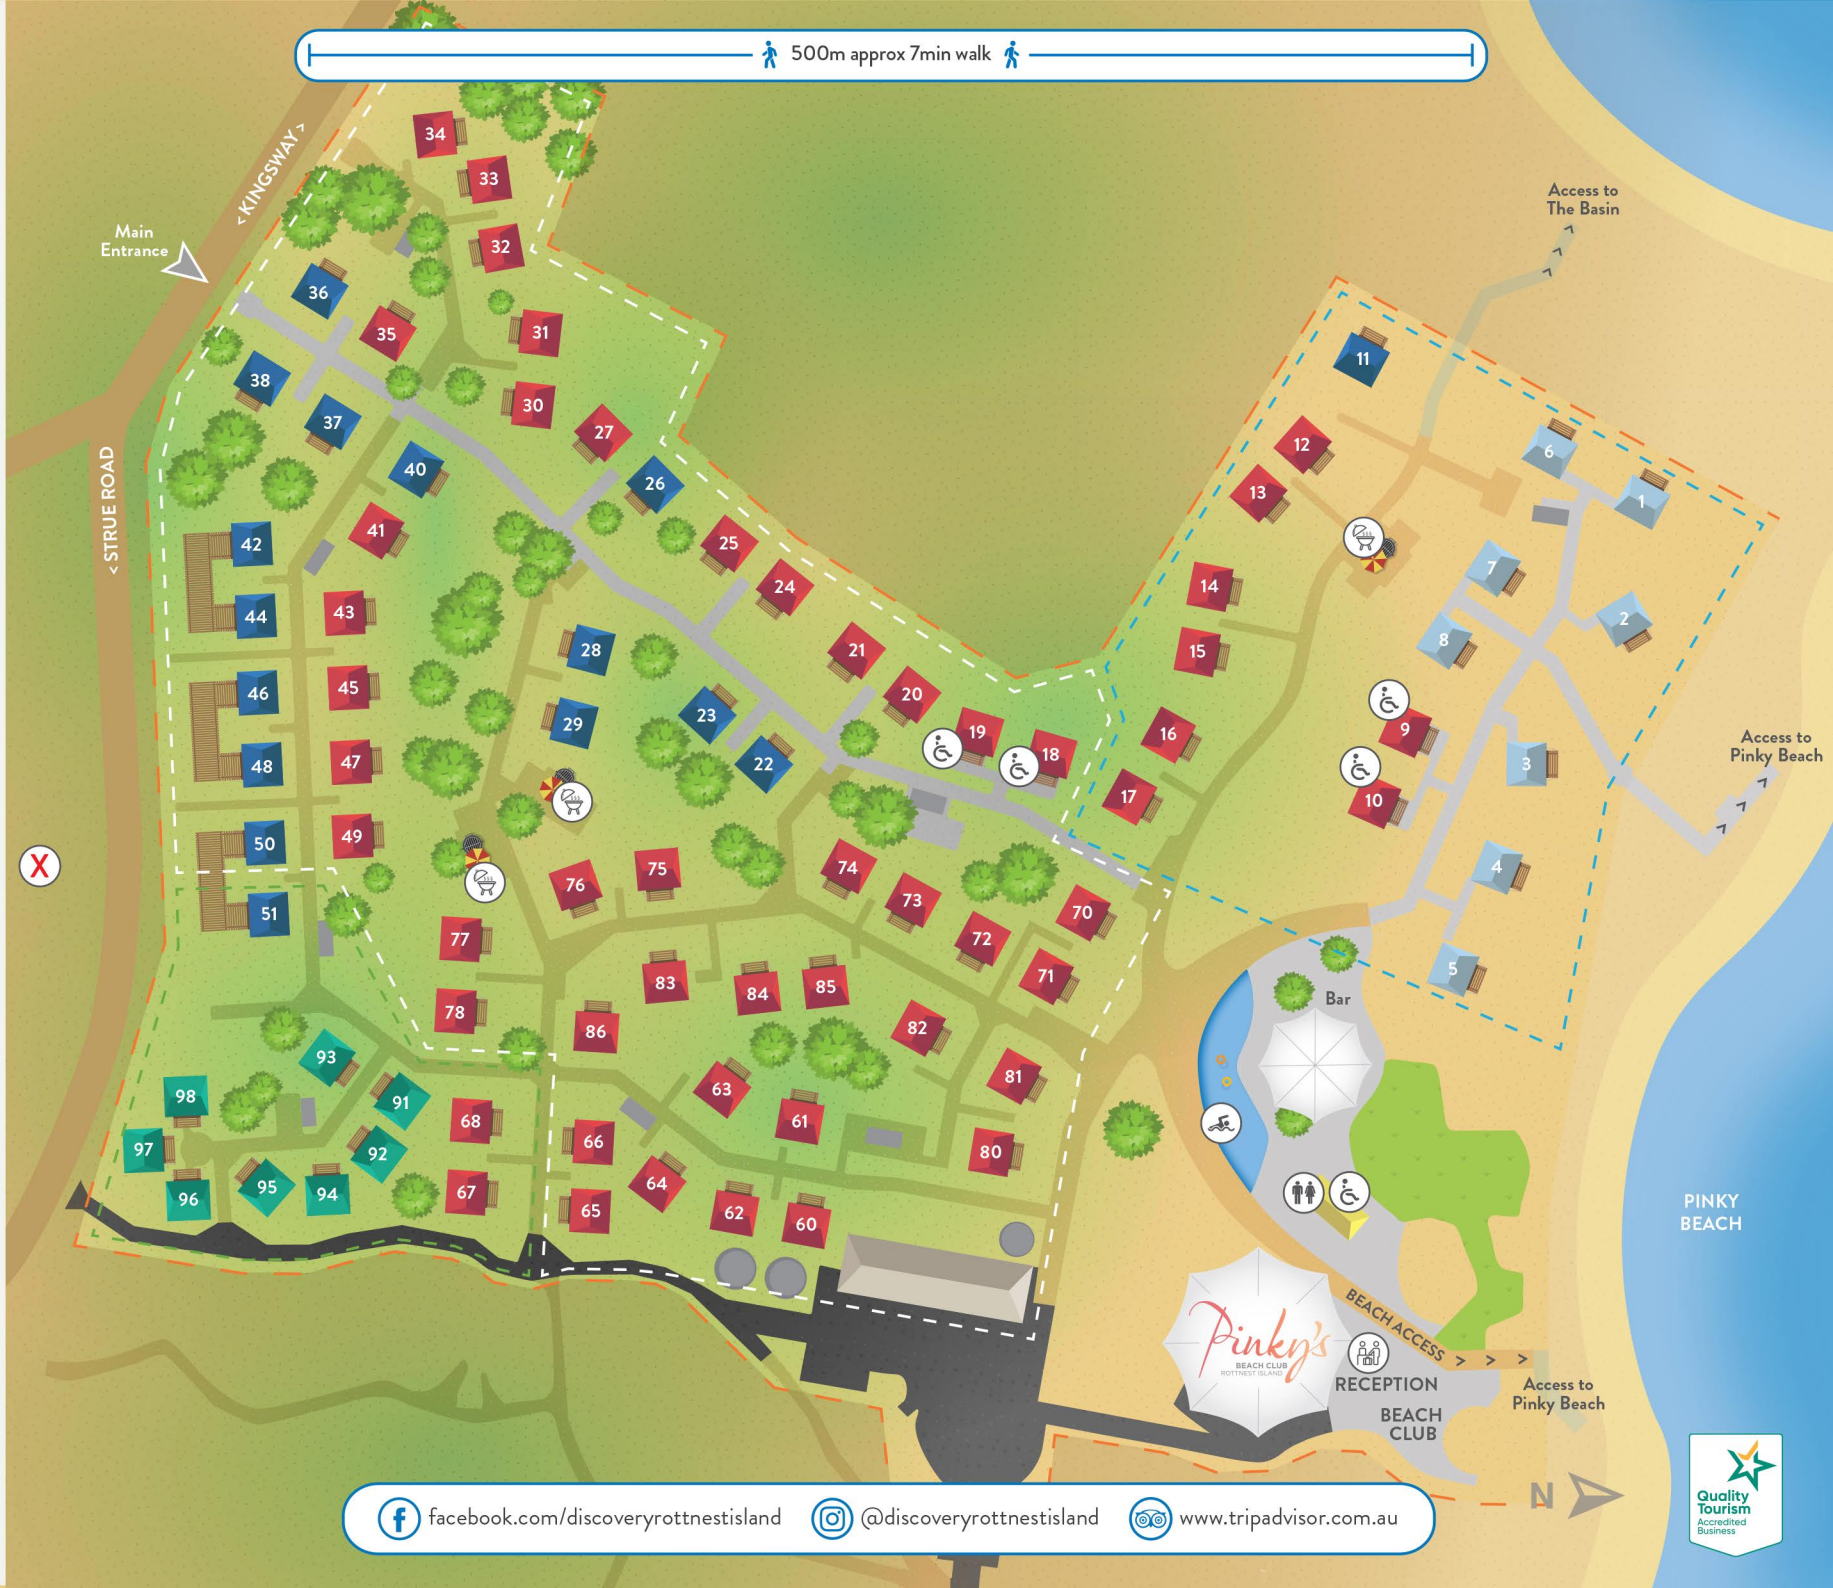 500m approx 7min walk
< KINGSWAY >
Main
Entrance
< STRUE ROAD
Access to
The Basin
Access to
Pinky Beach
34
33
32
36
35
31
38
37
30
27
40
26
41
25
42
24
44
43
28
21
46
45
29
23
20
19
18
48
47
22
50
49
51
76
75
74
73
72
70
71
77
78
83
84
85
86
82
81
80
63
61
66
64
62
60
65
68
67
93
91
92
98
97
96
95
94
11
12
13
14
15
16
17
6
1
7
2
8
9
10
3
4
5
X
Bar
PINKY
BEACH
BEACH ACCESS > > >
Pinky's
BEACH CLUB
ROTTNEST ISLAND
RECEPTION
BEACH
CLUB
Access to
Pinky Beach
N
facebook.com/discoveryrottnestisland
@discoveryrottnestisland
www.tripadvisor.com.au
Quality
Tourism
Accredited
Business